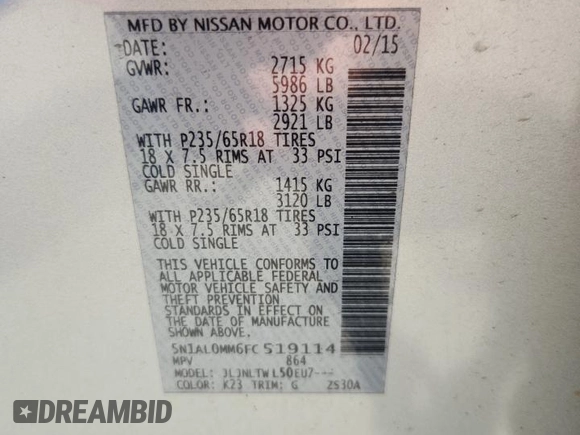 MFD BY NISSAN MOTOR CO., LTD.
DATE: 02/15
GVWR: 2715 KG
5986 LB
GAWR FR.: 1325 KG
2921 LB
WITH P235/65R18 TIRES
18 X 7.5 RIMS AT 33 PSI
COLD SINGLE
GAWR RR.: 1415 KG
3120 LB
WITH P235/65R18 TIRES
18 X 7.5 RIMS AT 33 PSI
COLD SINGLE
THIS VEHICLE CONFORMS TO
ALL APPLICABLE FEDERAL
MOTOR VEHICLE SAFETY AND
THEFT PREVENTION
STANDARDS IN EFFECT ON
THE DATE OF MANUFACTURE
SHOWN ABOVE.
5N1AL0MM6FC519114
MPV 864
MODEL: JLJNLTWL50EU7---
COLOR: K23 TRIM: G 2S30A
DREAMBID